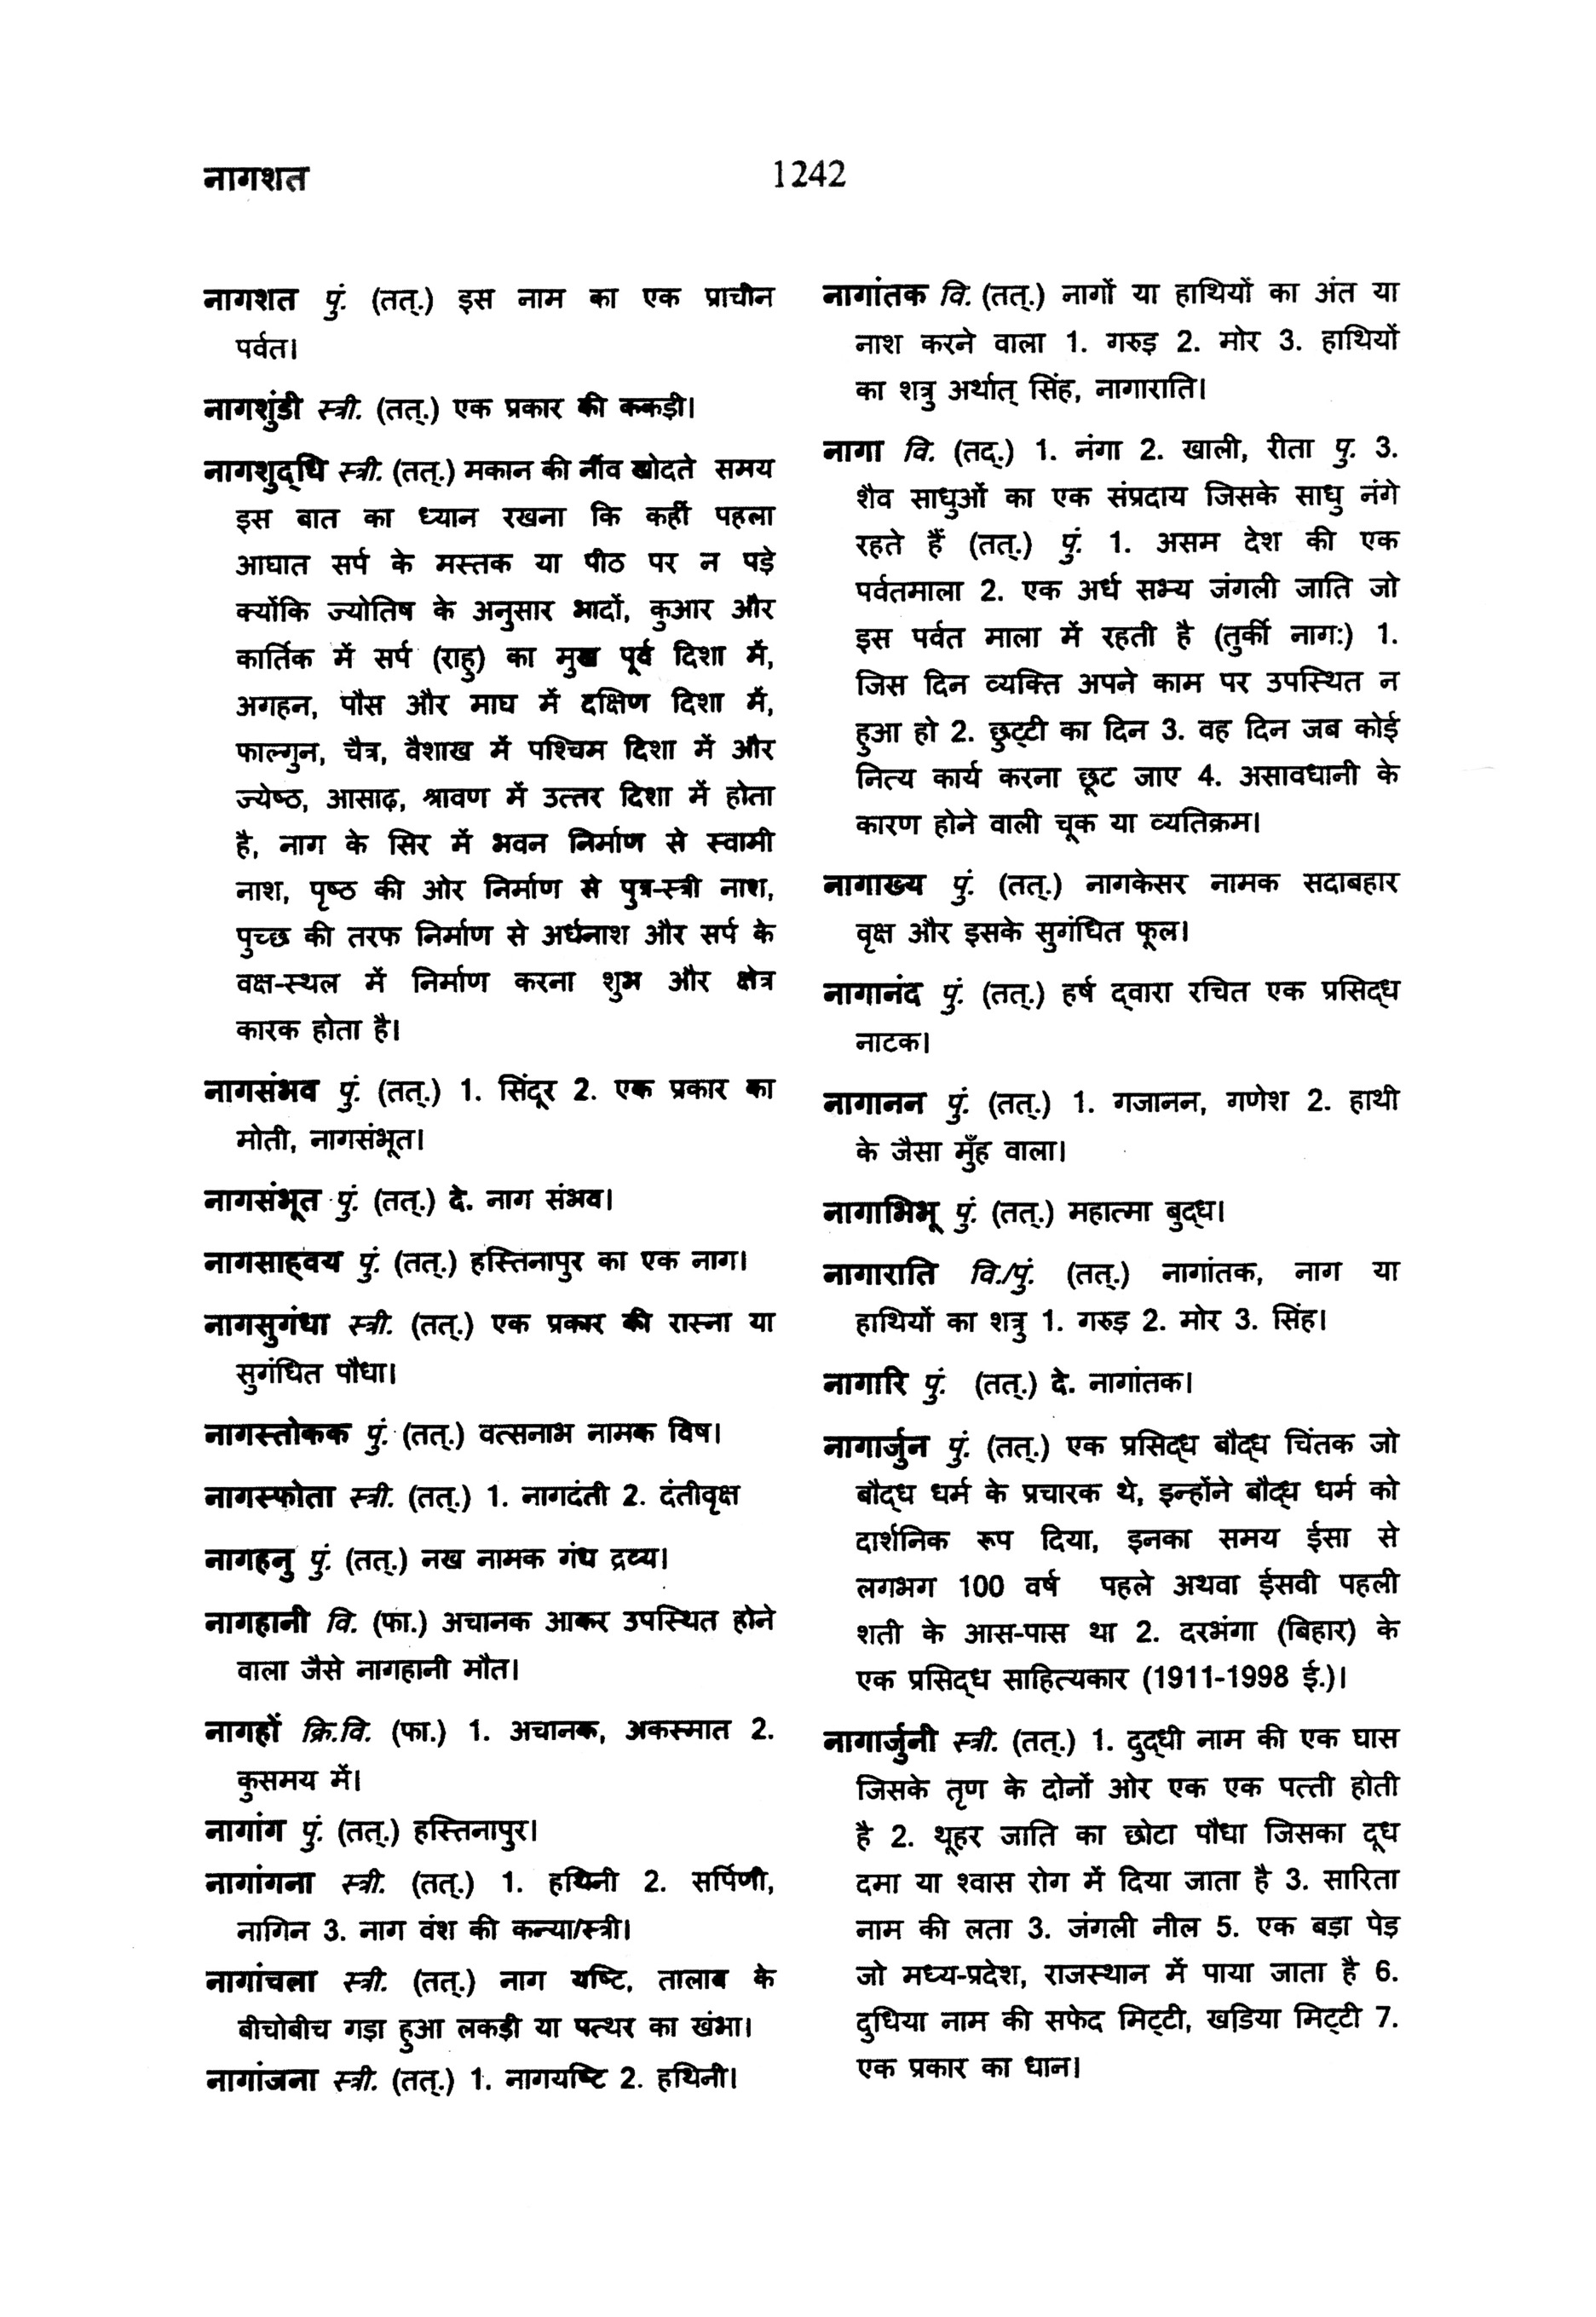 नागशत
1242
नागशत पुं. (तत्.) इस नाम का एक प्राचीन
पर्वत।
नागशुंडी स्त्री. (तत्.) एक प्रकार की ककड़ी।
नागशुद्धि स्त्री. (तत्.) मकान की नींव खोदते समय
इस बात का ध्यान रखना कि कहीं पहला
आघात सर्प के मस्तक या पीठ पर न पड़े
क्योंकि ज्योतिष के अनुसार भादों, कुआर और
कार्तिक में सर्प (राहु) का मुख पूर्व दिशा में,
अगहन, पौस और माघ में दक्षिण दिशा में,
फाल्गुन, चैत्र, वैशाख में पश्चिम दिशा में और
ज्येष्ठ, आसाढ़, श्रावण में उत्तर दिशा में होता
है, नाग के सिर में भवन निर्माण से स्वामी
नाश, पृष्ठ की ओर निर्माण से पुत्र-स्त्री नाश,
पुच्छ की तरफ निर्माण से अर्धनाश और सर्प के
वक्ष-स्थल में निर्माण करना शुभ और क्षेत्र
कारक होता है।
नागसंभव पुं. (तत्.) 1. सिंदूर 2. एक प्रकार का
मोती, नागसंभूत।
नागसंभूत पुं. (तत्.) दे. नाग संभव।
नागसाह्वय पुं. (तत्.) हस्तिनापुर का एक नाग।
नागसुगंधा स्त्री. (तत्.) एक प्रकार की रास्ना या
सुगंधित पौधा।
नागस्तोकक पुं. (तत्.) वत्सनाभ नामक विष।
नागस्फोता स्त्री. (तत्.) 1. नागदंती 2. दंतीवृक्ष
नागहनु पुं. (तत्.) नख नामक गंध द्रव्य।
नागहानी वि. (फा.) अचानक आकर उपस्थित होने
वाला जैसे नागहानी मौत।
नागहों क्रि.वि. (फा.) 1. अचानक, अकस्मात 2.
कुसमय में।
नागांग पुं. (तत्.) हस्तिनापुर।
नागांगना स्त्री. (तत्.) 1. हथिनी 2. सर्पिणी,
नागिन 3. नाग वंश की कन्या/स्त्री।
नागांचला स्त्री. (तत्.) नाग यष्टि, तालाब के
बीचोबीच गड़ा हुआ लकड़ी या पत्थर का खंभा।
नागांजना स्त्री. (तत्.) 1. नागयष्टि 2. हथिनी।
नागांतक वि. (तत्.) नागों या हाथियों का अंत या
नाश करने वाला 1. गरुड़ 2. मोर 3. हाथियों
का शत्रु अर्थात् सिंह, नागाराति।
नागा वि. (तद्.) 1. नंगा 2. खाली, रीता पु. 3.
शैव साधुओं का एक संप्रदाय जिसके साधु नंगे
रहते हैं (तत्.) पुं. 1. असम देश की एक
पर्वतमाला 2. एक अर्ध सभ्य जंगली जाति जो
इस पर्वत माला में रहती है (तुर्की नाग:) 1.
जिस दिन व्यक्ति अपने काम पर उपस्थित न
हुआ हो 2. छुट्टी का दिन 3. वह दिन जब कोई
नित्य कार्य करना छूट जाए 4. असावधानी के
कारण होने वाली चूक या व्यतिक्रम।
नागाख्य पुं. (तत्.) नागकेसर नामक सदाबहार
वृक्ष और इसके सुगंधित फूल।
नागानंद पुं. (तत्.) हर्ष द्वारा रचित एक प्रसिद्ध
नाटक।
नागानन पुं. (तत्.) 1. गजानन, गणेश 2. हाथी
के जैसा मुँह वाला।
नागाभिभू पुं. (तत्.) महात्मा बुद्ध।
नागाराति वि./पुं. (तत्.) नागांतक, नाग या
हाथियों का शत्रु 1. गरुड़ 2. मोर 3. सिंह।
नागारि पुं. (तत्.) दे. नागांतक।
नागार्जुन पुं. (तत्.) एक प्रसिद्ध बौद्ध चिंतक जो
बौद्ध धर्म के प्रचारक थे, इन्होंने बौद्ध धर्म को
दार्शनिक रूप दिया, इनका समय ईसा से
लगभग 100 वर्ष पहले अथवा ईसवी पहली
शती के आस-पास था 2. दरभंगा (बिहार) के
एक प्रसिद्ध साहित्यकार (1911-1998 ई.)।
नागार्जुनी स्त्री. (तत्.) 1. दुद्धी नाम की एक घास
जिसके तृण के दोनों ओर एक एक पत्ती होती
है 2. थूहर जाति का छोटा पौधा जिसका दूध
दमा या श्वास रोग में दिया जाता है 3. सारिता
नाम की लता 3. जंगली नील 5. एक बड़ा पेड़
जो मध्य-प्रदेश, राजस्थान में पाया जाता है 6.
दुधिया नाम की सफेद मिट्टी, खडि़या मिट्टी 7.
एक प्रकार का धान।